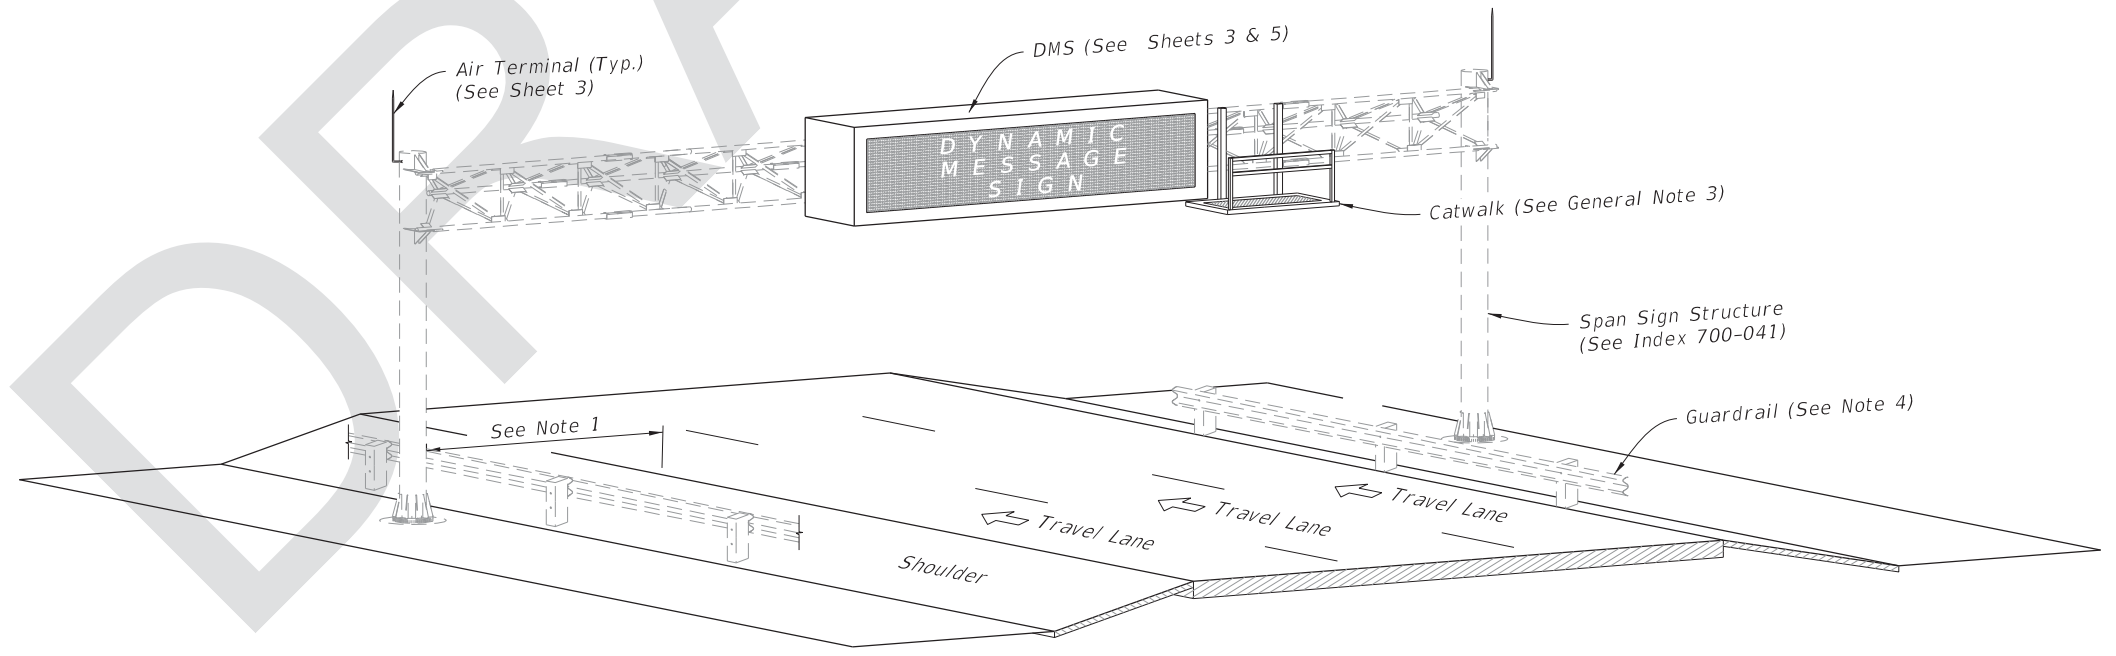 DRA
DMS (See Sheets 3 & 5)
Air Terminal (Typ.)
(See Sheet 3)
DYNAMIC
MESSAGE
SIGN
Catwalk (See General Note 3)
Span Sign Structure
(See Index 700-041)
Guardrail (See Note 4)
See Note 1
Travel Lane
Travel Lane
Travel Lane
Shoulder